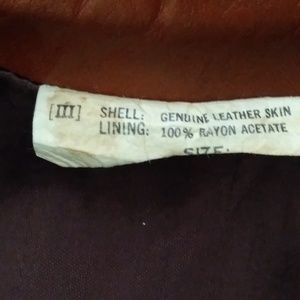 [III] SHELL: GENUINE LEATHER SKIN
LINING: 100% RAYON ACETATE
SIZE: